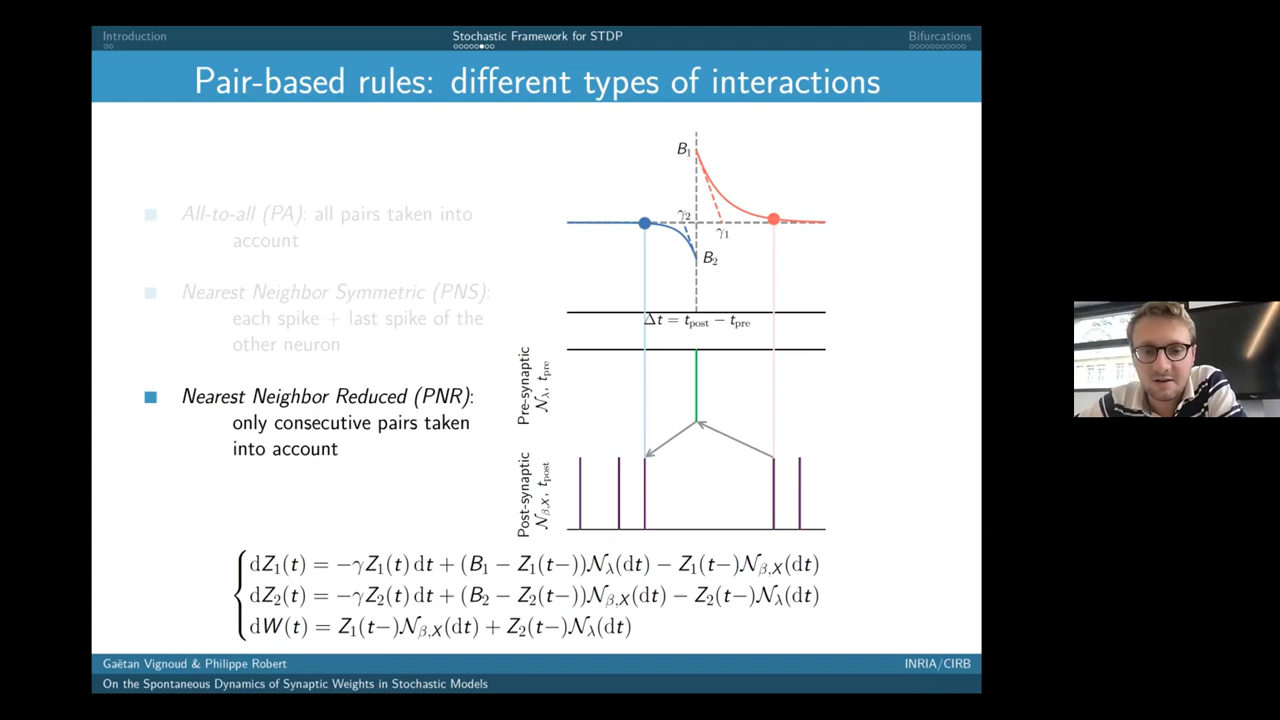 Introduction
Stochastic Framework for STDP
Bifurcations
Pair-based rules: different types of interactions
All-to-all (PA): all pairs taken into
account
Nearest Neighbor Symmetric (PNS):
each spike + last spike of the
other neuron
Nearest Neighbor Reduced (PNR):
only consecutive pairs taken
into account
B₁
γ₂
γ₁
B₂
Δt = t_post − t_pre
Pre-synaptic
𝒩_λ, t_pre
Post-synaptic
𝒩_{β,X}, t_post
dZ₁(t) = −γZ₁(t) dt + (B₁ − Z₁(t−))𝒩_λ(dt) − Z₁(t−)𝒩_{β,X}(dt)
dZ₂(t) = −γZ₂(t) dt + (B₂ − Z₂(t−))𝒩_{β,X}(dt) − Z₂(t−)𝒩_λ(dt)
dW(t) = Z₁(t−)𝒩_{β,X}(dt) + Z₂(t−)𝒩_λ(dt)
Gaëtan Vignoud & Philippe Robert
INRIA/CIRB
On the Spontaneous Dynamics of Synaptic Weights in Stochastic Models